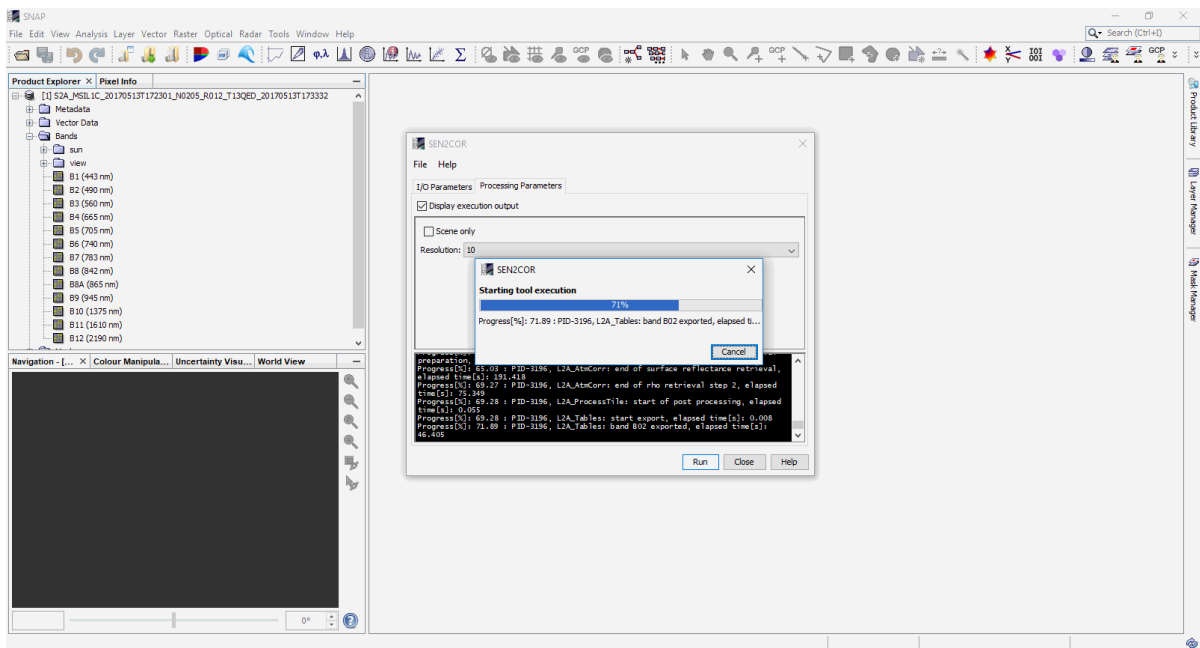 SNAP
File Edit View Analysis Layer Vector Raster Optical Radar Tools Window Help
Search (Ctrl+I)
φ,λ Σ GCP GCP GCP
Product Explorer × Pixel Info
[1] S2A_MSIL1C_20170513T172301_N0205_R012_T13QED_20170513T173332
Metadata
Vector Data
Bands
sun
view
B1 (443 nm)
B2 (490 nm)
B3 (560 nm)
B4 (665 nm)
B5 (705 nm)
B6 (740 nm)
B7 (783 nm)
B8 (842 nm)
B8A (865 nm)
B9 (945 nm)
B10 (1375 nm)
B11 (1610 nm)
B12 (2190 nm)
Navigation - [... × Colour Manipula... Uncertainty Visu... World View
0°
SEN2COR
File Help
I/O Parameters Processing Parameters
Display execution output
Scene only
Resolution: 10
SEN2COR
Starting tool execution
71%
Progress[%]: 71.89 : PID-3196, L2A_Tables: band B02 exported, elapsed ti...
Cancel
preparation,
Progress[%]: 65.03 : PID-3196, L2A_AtmCorr: end of surface reflectance retrieval,
elapsed time[s]: 191.418
Progress[%]: 69.27 : PID-3196, L2A_AtmCorr: end of rho retrieval step 2, elapsed
time[s]: 75.349
Progress[%]: 69.28 : PID-3196, L2A_ProcessTile: start of post processing, elapsed
time[s]: 0.055
Progress[%]: 69.28 : PID-3196, L2A_Tables: start export, elapsed time[s]: 0.008
Progress[%]: 71.89 : PID-3196, L2A_Tables: band B02 exported, elapsed time[s]:
46.405
Run Close Help
Product Library
Layer Manager
Mask Manager